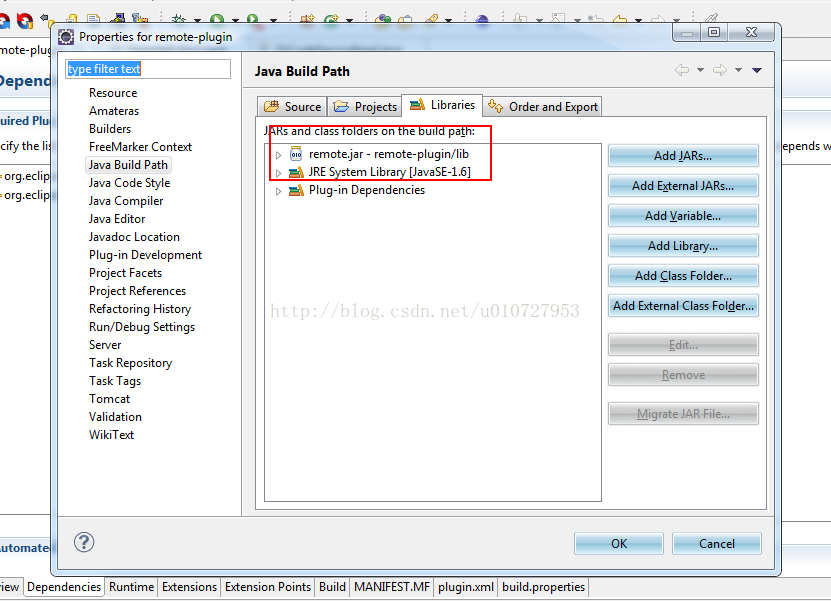 Properties for remote-plugin
mote-plug
Depend
uired Plu
cify the lis
org.eclip
org.eclip
Automated
epends w
type filter text
Resource
Amateras
Builders
FreeMarker Context
Java Build Path
Java Code Style
Java Compiler
Java Editor
Javadoc Location
Plug-in Development
Project Facets
Project References
Refactoring History
Run/Debug Settings
Server
Task Repository
Task Tags
Tomcat
Validation
WikiText
Java Build Path
Source Projects Libraries Order and Export
JARs and class folders on the build path:
remote.jar - remote-plugin/lib
JRE System Library [JavaSE-1.6]
Plug-in Dependencies
http://blog.csdn.net/u010727953
Add JARs...
Add External JARs...
Add Variable...
Add Library...
Add Class Folder...
Add External Class Folder...
Edit...
Remove
Migrate JAR File...
OK Cancel
view Dependencies Runtime Extensions Extension Points Build MANIFEST.MF plugin.xml build.properties